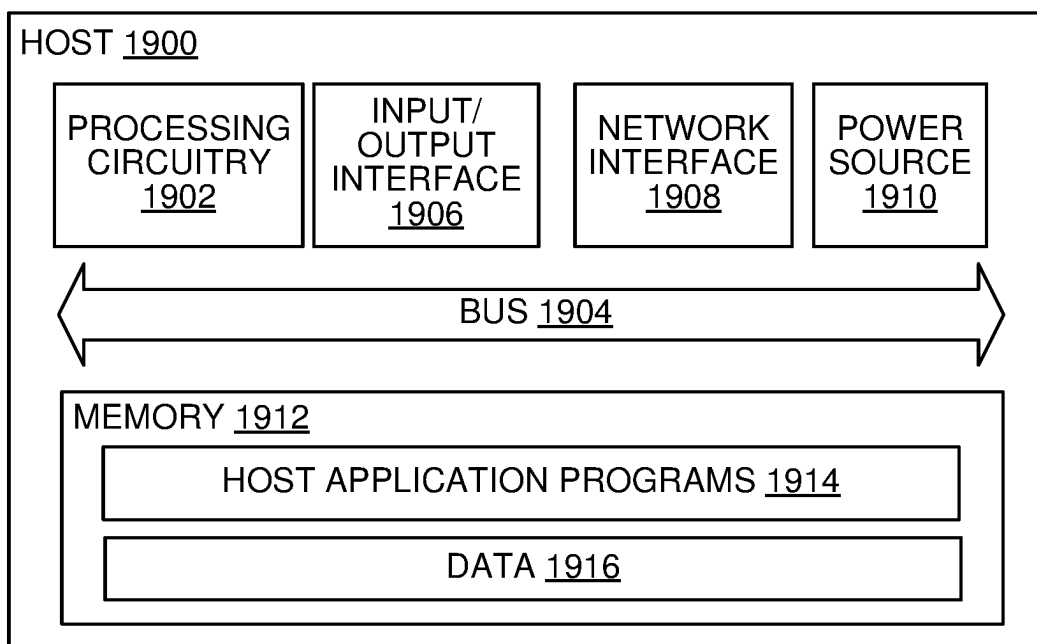 HOST 1900
PROCESSING
CIRCUITRY
1902
INPUT/
OUTPUT
INTERFACE
1906
NETWORK
INTERFACE
1908
POWER
SOURCE
1910
BUS 1904
MEMORY 1912
HOST APPLICATION PROGRAMS 1914
DATA 1916